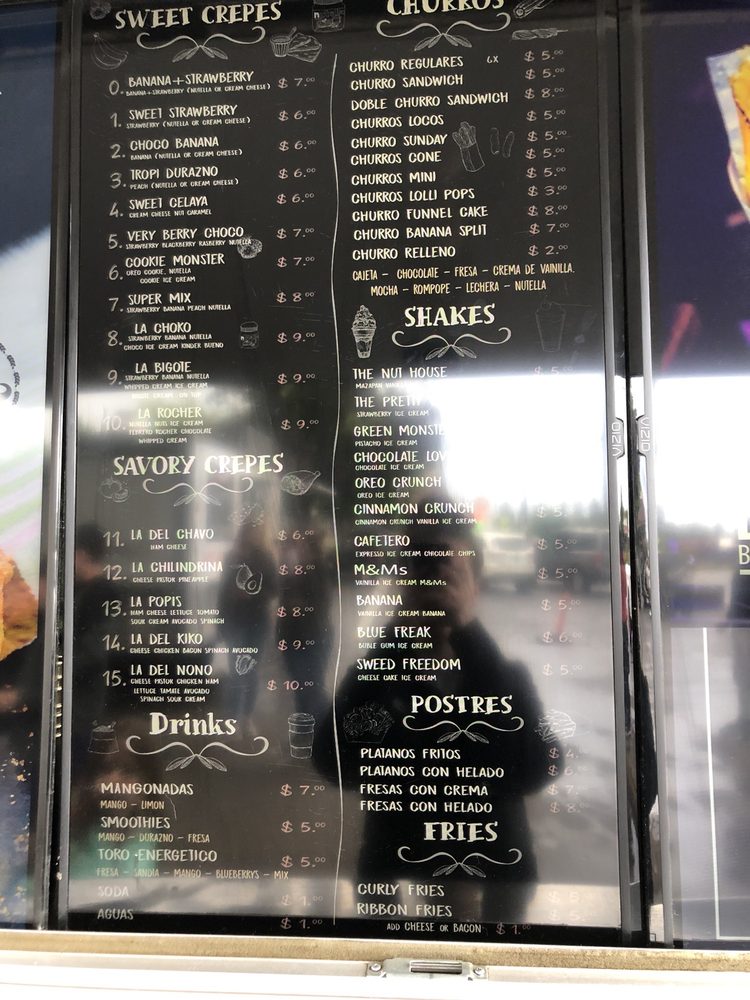 SWEET CREPES
0. BANANA+STRAWBERRY $ 7.00
BANANA+STRAWBERRY (NUTELLA OR CREAM CHEESE)
1. SWEET STRAWBERRY $ 6.00
STRAWBERRY (NUTELLA OR CREAM CHEESE)
2. CHOCO BANANA $ 6.00
BANANA (NUTELLA OR CREAM CHEESE)
3. TROPI DURAZNO $ 6.00
PEACH (NUTELLA OR CREAM CHEESE)
4. SWEET CELAYA $ 6.00
CREAM CHEESE NUT CARAMEL
5. VERY BERRY CHOCO $ 7.00
STRAWBERRY BLACKBERRY RASBERRY NUTELLA
6. COOKIE MONSTER $ 7.00
OREO COOKIE, NUTELLA
COOKIE ICE CREAM
7. SUPER MIX $ 8.00
STRAWBERRY BANANA PEACH NUTELLA
8. LA CHOKO $ 9.00
STRAWBERRY BANANA NUTELLA
CHOCO ICE CREAM KINDER BUENO
9. LA BIGOTE $ 9.00
STRAWBERRY BANANA NUTELLA
WHIPPED CREAM ICE CREAM
ON TOP
10. LA ROCHER $ 9.00
NUTELLA NUTS ICE CREAM
FERRERO ROCHER CHOCOLATE
WHIPPED CREAM
SAVORY CREPES
11. LA DEL CHAVO $ 6.00
HAM CHEESE
12. LA CHILINDRINA $ 8.00
CHEESE PASTOR PINEAPPLE
13. LA POPIS $ 8.00
HAM CHEESE LETTUCE TOMATO
SOUR CREAM AVOCADO SPINACH
14. LA DEL KIKO $ 9.00
CHEESE CHICKEN BACON SPINACH AVOCADO
15. LA DEL NONO $ 10.00
CHEESE PASTOR CHICKEN HAM
LETTUCE TAMATE AVOCADO
SPINACH SOUR CREAM
Drinks
MANGONADAS $ 7.00
MANGO - LIMON
SMOOTHIES $ 5.00
MANGO - DURAZNO - FRESA
TORO ENERGETICO $ 5.00
FRESA - SANDIA - MANGO - BLUEBERRYS - MIX
SODA $ 1.00
AGUAS $ 1.00
CHURROS
CHURRO REGULARES 6X $ 5.00
CHURRO SANDWICH $ 5.00
DOBLE CHURRO SANDWICH $ 8.00
CHURROS LOCOS $ 5.00
CHURRO SUNDAY $ 5.00
CHURROS CONE $ 5.00
CHURROS MINI $ 5.00
CHURROS LOLLI POPS $ 3.00
CHURRO FUNNEL CAKE $ 8.00
CHURRO BANANA SPLIT $ 7.00
CHURRO RELLENO $ 2.00
CAJETA - CHOCOLATE - FRESA - CREMA DE VAINILLA.
MOCHA - ROMPOPE - LECHERA - NUTELLA
SHAKES
THE NUT HOUSE $ 5.00
MAZAPAN
THE
STRAWBERRY ICE CREAM
GREEN
PISTACHO ICE CREAM
CHOCOLATE
CHOCOLATE ICE CREAM
OREO CRUNCH
OREO ICE CREAM
CINNAMON CRUNCH $ 5.
CINNAMON CRUNCH VANILLA ICE CREAM
CAFETERO $ 5.00
EXPRESSO ICE CREAM CHICOLATE CHIPS
M&Ms $ 5.00
VAINILLA ICE CREAM M&Ms
BANANA $ 5.00
VAINILLA ICE CREAM BANANA
BLUE FREAK $ 6.00
BUBLE GUM ICE CREAM
SWEED FREEDOM $ 5.00
CHEESE CAKE ICE CREAM
POSTRES
PLATANOS FRITOS $ 4.
PLATANOS CON HELADO $ 6.
FRESAS CON CREMA $ 7.
FRESAS CON HELADO $ 8.
FRIES
CURLY FRIES
RIBBON FRIES
ADD CHEESE OR BACON $ 1.00
VIZIO
VIZIO